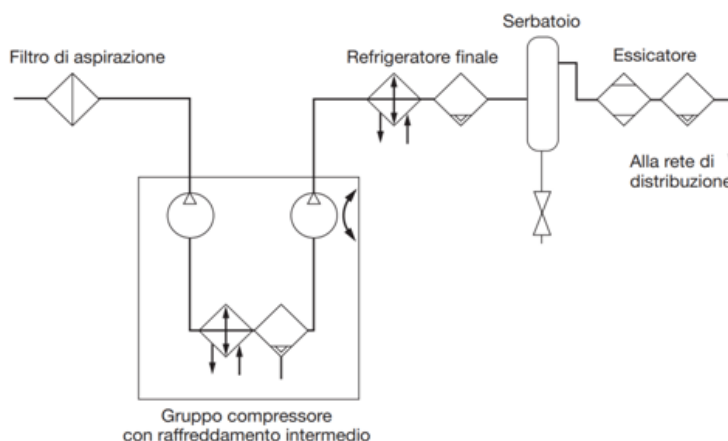 Serbatoio
Filtro di aspirazione
Refrigeratore finale
Essicatore
Alla rete di
distribuzione
Gruppo compressore
con raffreddamento intermedio